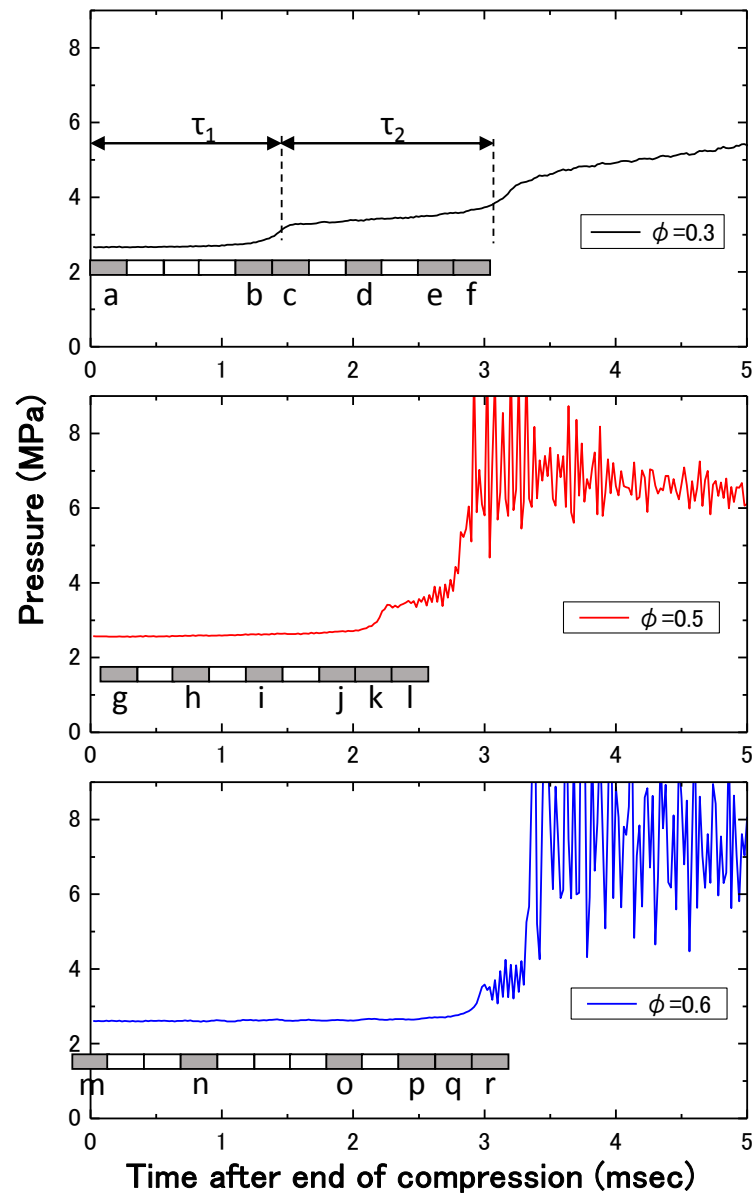 8
6
4
2
0
τ1 τ2
ϕ=0.3
a b c d e f
0 1 2 3 4 5
Pressure (MPa)
8
6
4
2
0
ϕ=0.5
g h i j k l
0 1 2 3 4 5
8
6
4
2
0
ϕ=0.6
m n o p q r
0 1 2 3 4 5
Time after end of compression (msec)